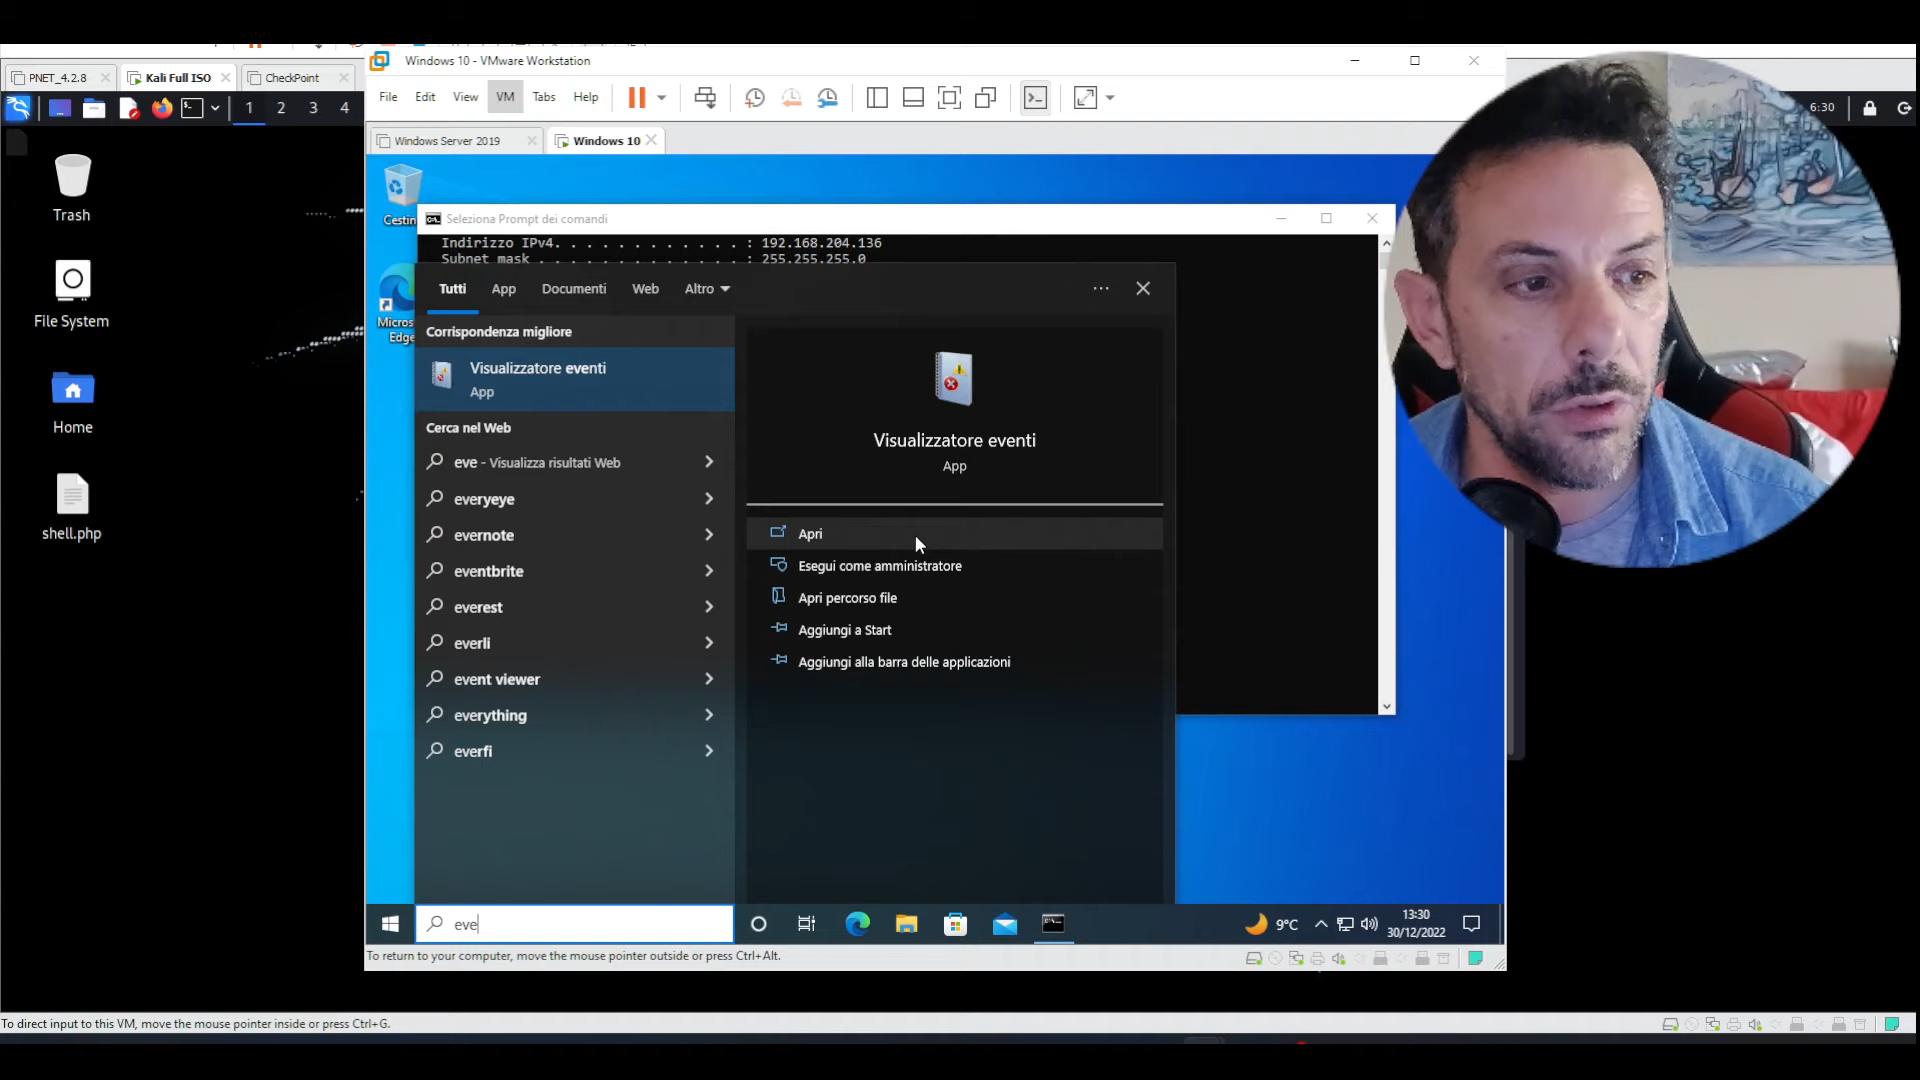 Windows 10 - VMware Workstation
PNET_4.2.8
Kali Full ISO
CheckPoint
File Edit View VM Tabs Help
1 2 3 4
6:30
Windows Server 2019
Windows 10
Trash
File System
Home
shell.php
Cestin
Micros
Edge
Seleziona Prompt dei comandi
Indirizzo IPv4. . . . . . . . . . . . : 192.168.204.136
Subnet mask . . . . . . . . . . . . . : 255.255.255.0
Tutti App Documenti Web Altro
Corrispondenza migliore
Visualizzatore eventi
App
Cerca nel Web
eve - Visualizza risultati Web
everyeye
evernote
eventbrite
everest
everli
event viewer
everything
everfi
Visualizzatore eventi
App
Apri
Esegui come amministratore
Apri percorso file
Aggiungi a Start
Aggiungi alla barra delle applicazioni
eve
9°C
13:30
30/12/2022
To return to your computer, move the mouse pointer outside or press Ctrl+Alt.
To direct input to this VM, move the mouse pointer inside or press Ctrl+G.